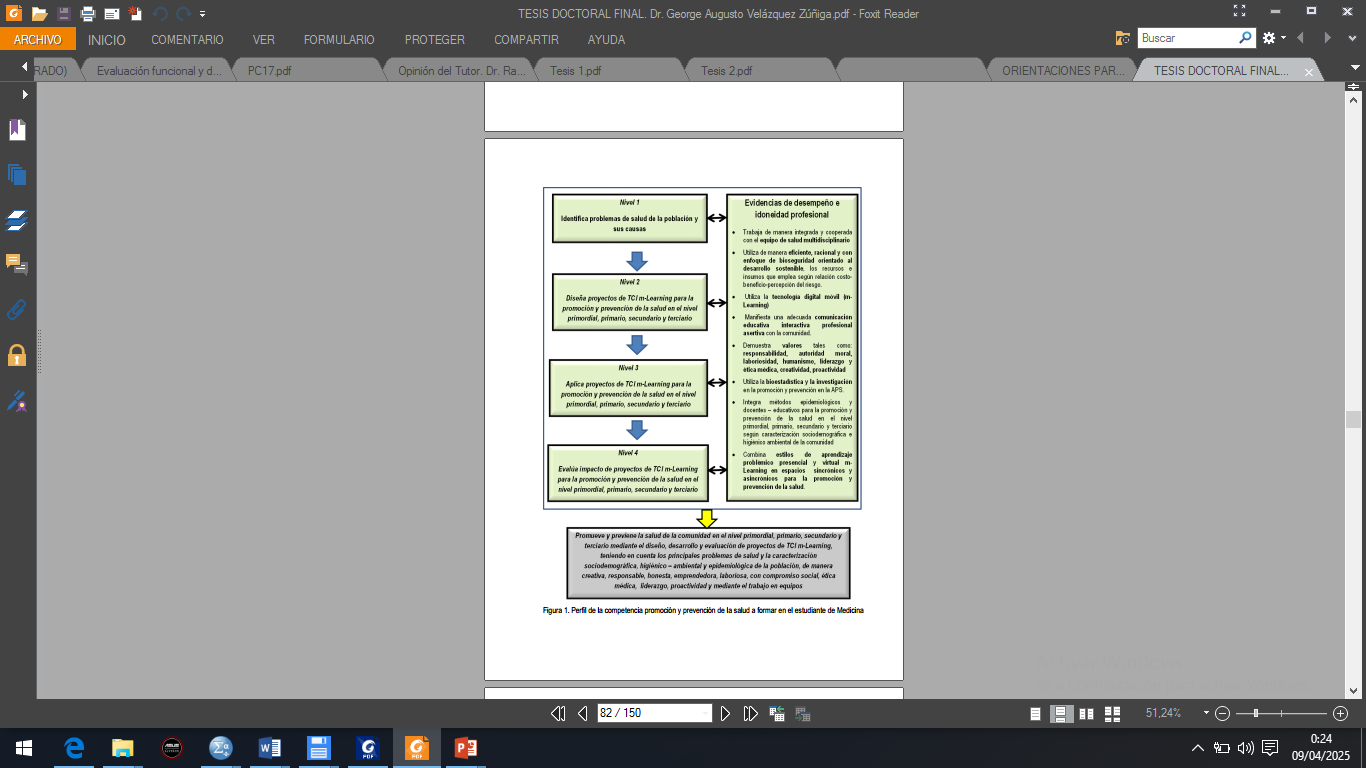 TESIS DOCTORAL FINAL. Dr. George Augusto Velázquez Zúñiga.pdf - Foxit Reader
ARCHIVO
INICIO
COMENTARIO
VER
FORMULARIO
PROTEGER
COMPARTIR
AYUDA
Buscar
RADO)
Evaluación funcional y d...
PC17.pdf
Opinión del Tutor. Dr. Ra...
Tesis 1.pdf
Tesis 2.pdf
ORIENTACIONES PAR...
TESIS DOCTORAL FINAL...
Nivel 1
Identifica problemas de salud de la población y
sus causas
Nivel 2
Diseña proyectos de TCI m-Learning para la
promoción y prevención de la salud en el nivel
primordial, primario, secundario y terciario
Nivel 3
Aplica proyectos de TCI m-Learning para la
promoción y prevención de la salud en el nivel
primordial, primario, secundario y terciario
Nivel 4
Evalúa impacto de proyectos de TCI m-Learning
para la promoción y prevención de la salud en el
nivel primordial, primario, secundario y terciario
Evidencias de desempeño e
idoneidad profesional
• Trabaja de manera integrada y cooperada
con el equipo de salud multidisciplinario
• Utiliza de manera eficiente, racional y con
enfoque de bioseguridad orientado al
desarrollo sostenible, los recursos e
insumos que emplea según relación costo-
beneficio-percepción del riesgo.
• Utiliza la tecnología digital móvil (m-
Learning)
• Manifiesta una adecuada comunicación
educativa interactiva profesional
asertiva con la comunidad.
• Demuestra valores tales como:
responsabilidad, autoridad moral,
laboriosidad, humanismo, liderazgo y
ética médica, creatividad, proactividad
• Utiliza la bioestadística y la investigación
en la promoción y prevención en la APS.
• Integra métodos epidemiológicos y
docentes – educativos para la promoción y
prevención de la salud en el nivel
primordial, primario, secundario y terciario
según caracterización sociodemográfica e
higiénico ambiental de la comunidad
• Combina estilos de aprendizaje
problémico presencial y virtual m-
Learning en espacios sincrónicos y
asincrónicos para la promoción y
prevención de la salud.
Promueve y previene la salud de la comunidad en el nivel primordial, primario, secundario y
terciario mediante el diseño, desarrollo y evaluación de proyectos de TCI m-Learning,
teniendo en cuenta los principales problemas de salud y la caracterización
sociodemográfica, higiénico – ambiental y epidemiológica de la población, de manera
creativa, responsable, honesta, emprendedora, laboriosa, con compromiso social, ética
médica, liderazgo, proactividad y mediante el trabajo en equipos
Figura 1. Perfil de la competencia promoción y prevención de la salud a formar en el estudiante de Medicina
82 / 150
51,24%
0:24
09/04/2025